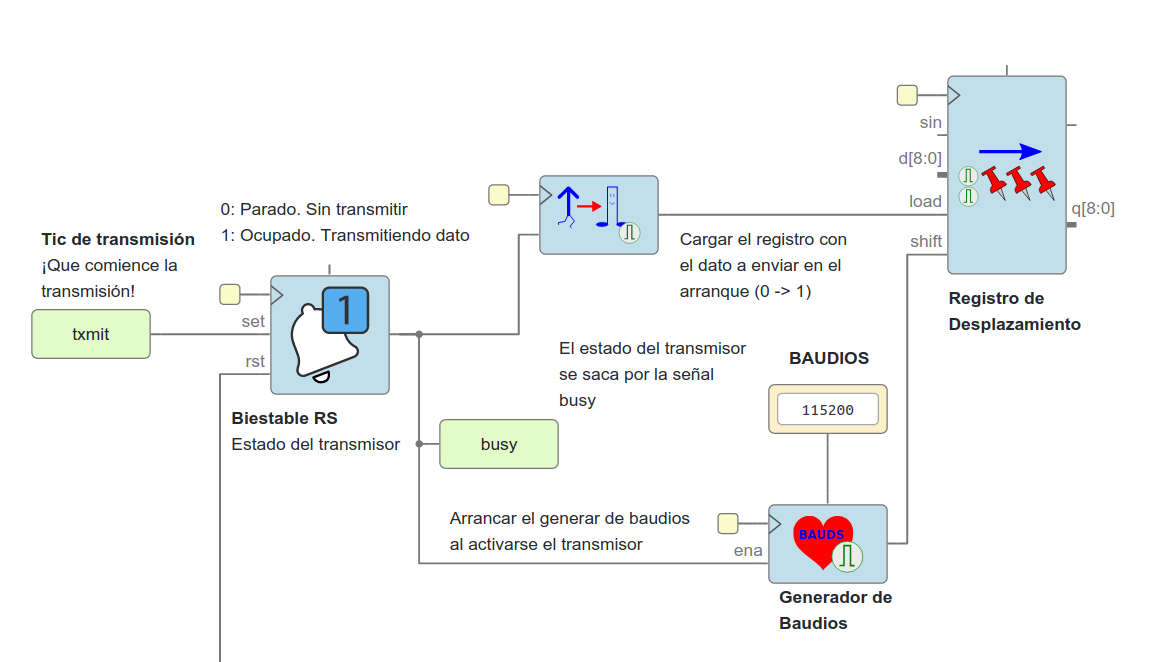 sin
d[8:0]
load
q[8:0]
shift
0: Parado. Sin transmitir
1: Ocupado. Transmitiendo dato
Tic de transmisión
¡Que comience la
transmisión!
txmit
set
rst
1
Cargar el registro con
el dato a enviar en el
arranque (0 -> 1)
Registro de
Desplazamiento
Biestable RS
Estado del transmisor
El estado del transmisor
se saca por la señal
busy
busy
BAUDIOS
115200
Arrancar el generar de baudios
al activarse el transmisor
ena
BAUDS
Generador de
Baudios